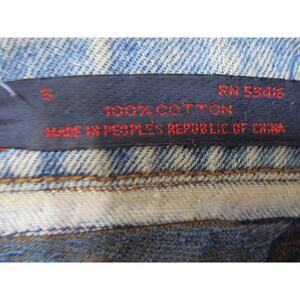 S RN 55416
100% COTTON
MADE IN PEOPLE'S REPUBLIC OF CHINA